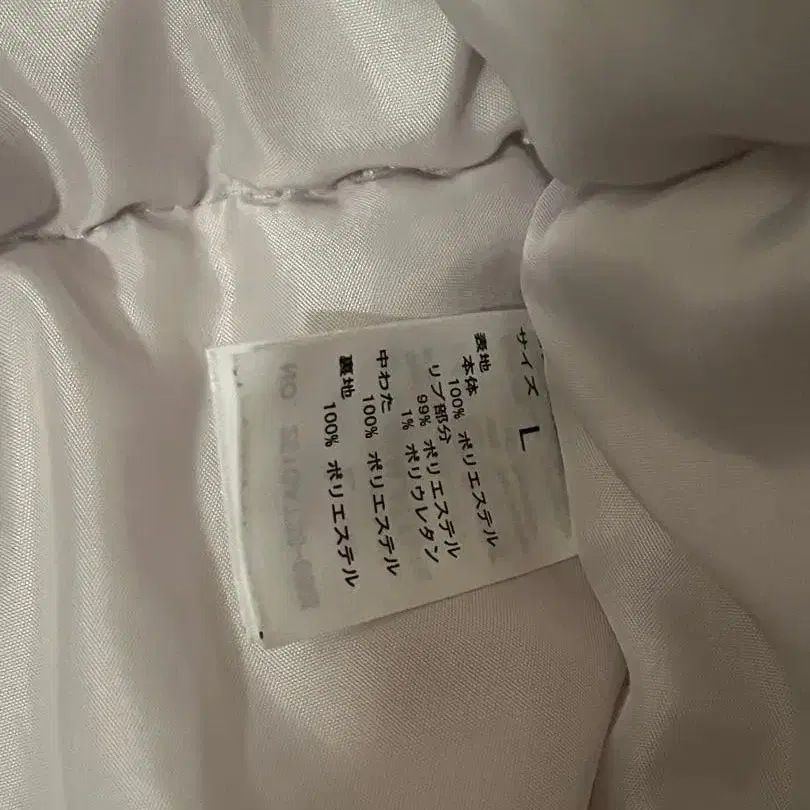 サイズ L
表地
本体
100% ポリエステル
リブ部分
99% ポリエステル
1% ポリウレタン
中わた
100% ポリエステル
裏地
100% ポリエステル